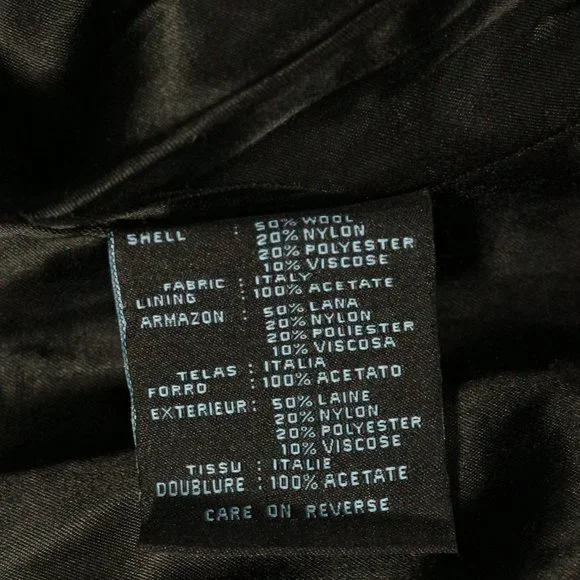 SHELL : 50% WOOL
20% NYLON
20% POLYESTER
10% VISCOSE
FABRIC : ITALY
LINING : 100% ACETATE
ARMAZON : 50% LANA
20% NYLON
20% POLIESTER
10% VISCOSA
TELAS : ITALIA
FORRO : 100% ACETATO
EXTERIEUR : 50% LAINE
20% NYLON
20% POLYESTER
10% VISCOSE
TISSU : ITALIE
DOUBLURE : 100% ACETATE
CARE ON REVERSE